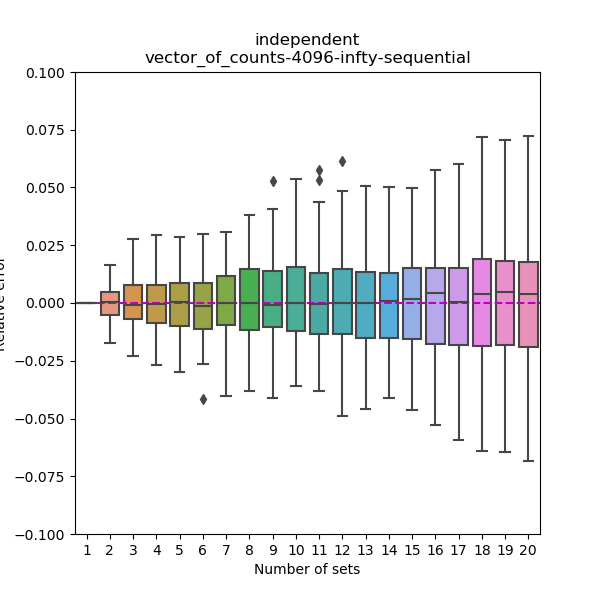 independent
vector_of_counts-4096-infty-sequential
0.100
0.075
0.050
0.025
0.000
−0.025
−0.050
−0.075
−0.100
Relative error
1 2 3 4 5 6 7 8 9 10 11 12 13 14 15 16 17 18 19 20
Number of sets